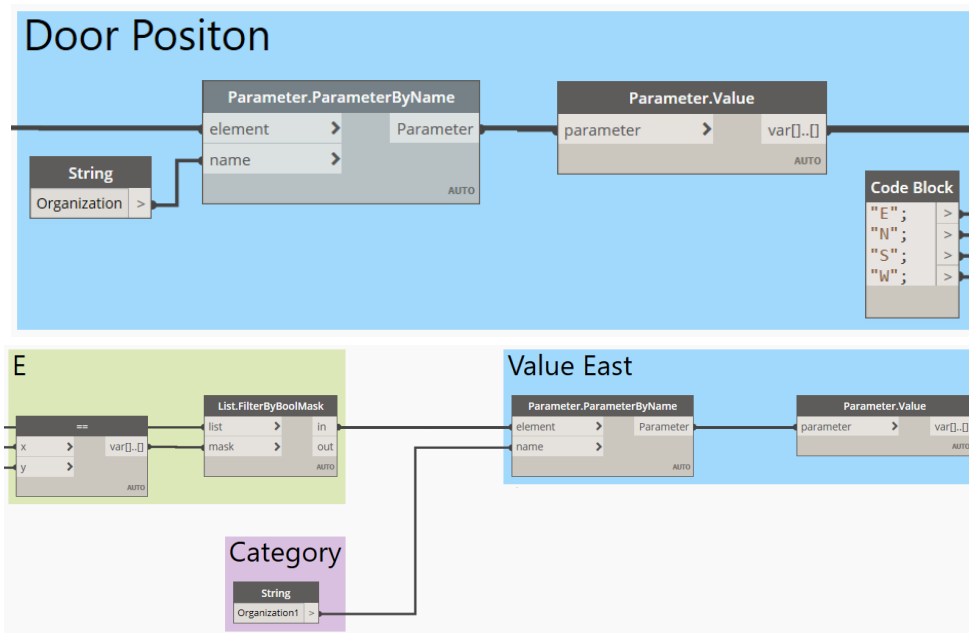 Door Positon
Parameter.ParameterByName
element > Parameter
name >
AUTO
String
Organization >
Parameter.Value
parameter > var[]..[]
AUTO
Code Block
"E"; >
"N"; >
"S"; >
"W"; >
E
==
x > var[]..[]
y >
AUTO
List.FilterByBoolMask
list > in
mask > out
AUTO
Value East
Parameter.ParameterByName
element > Parameter
name >
AUTO
Parameter.Value
parameter > var[]..[]
AUTO
Category
String
Organization1 >